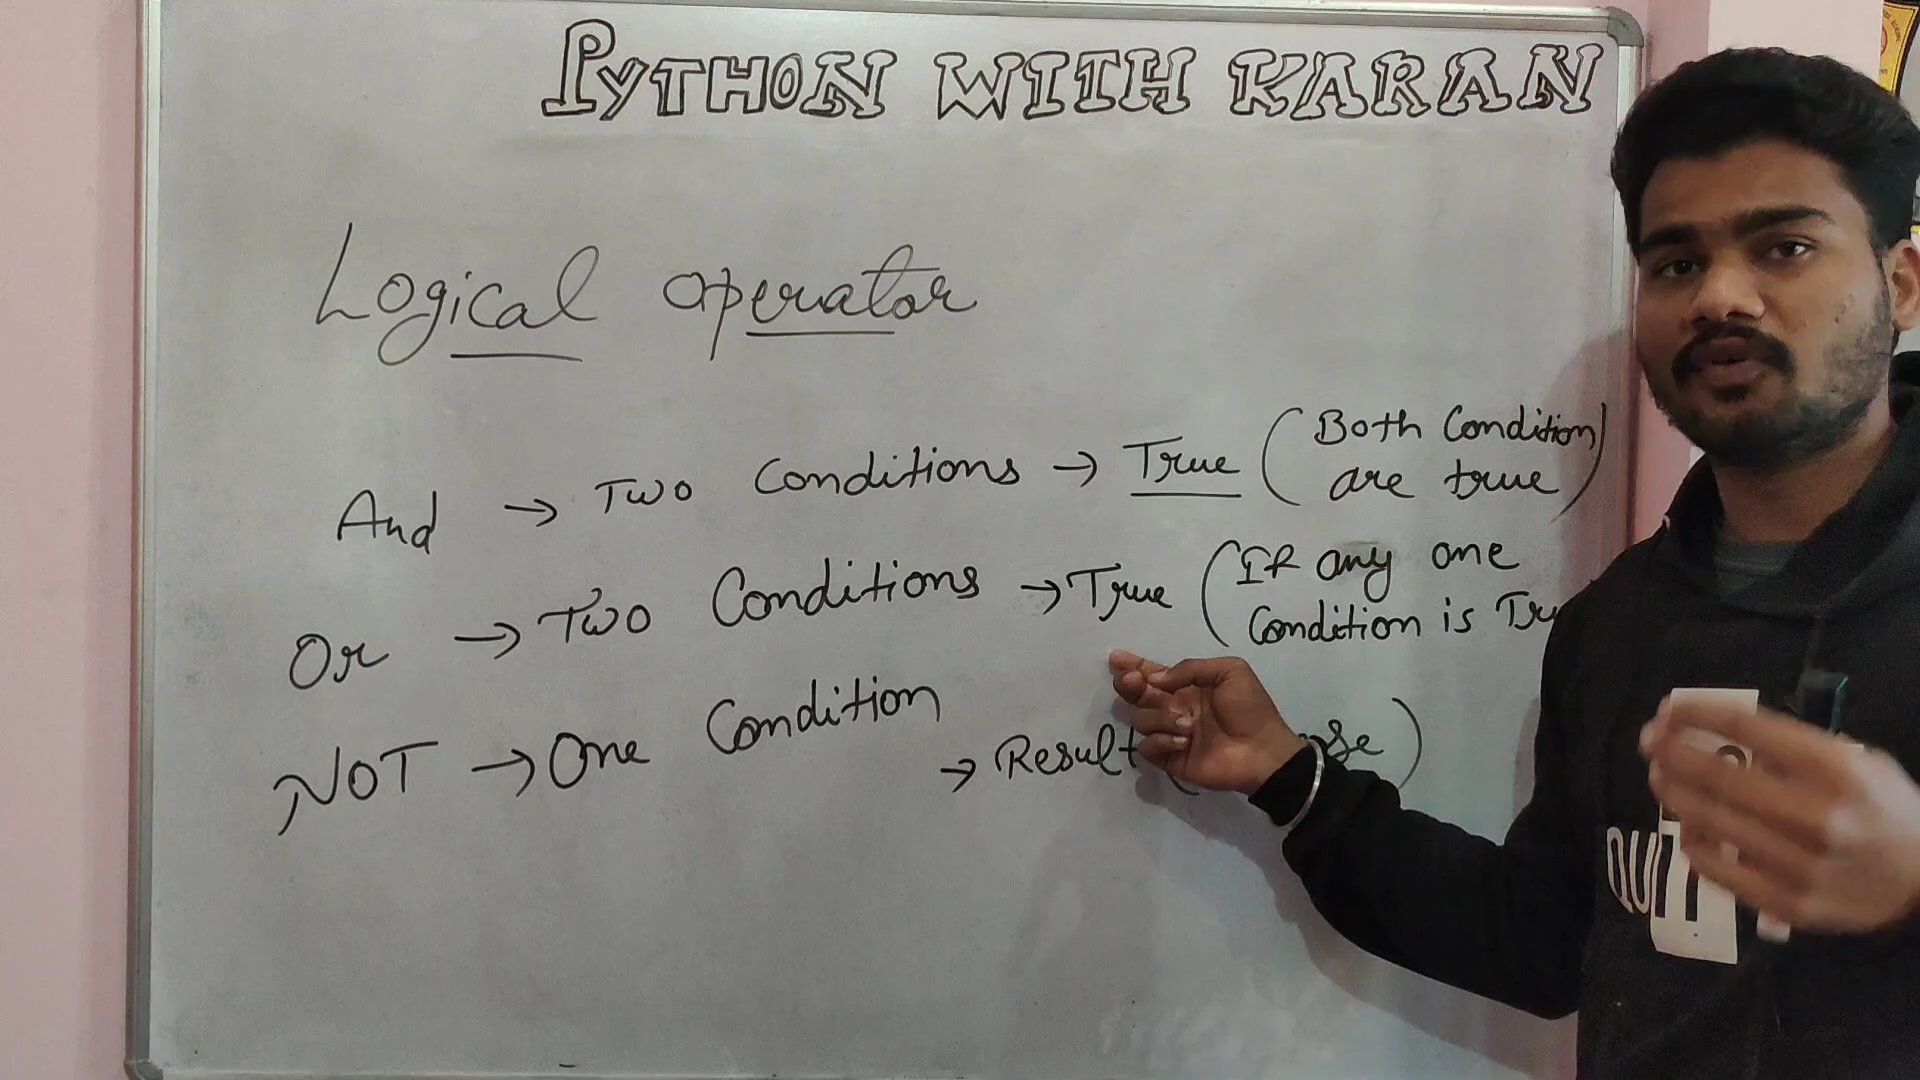 PYTHON WITH KARAN
Logical operator
And → Two Conditions → True (Both Condition are true)
Or → Two Conditions → True (If any one Condition is
NOT → One Condition → Result